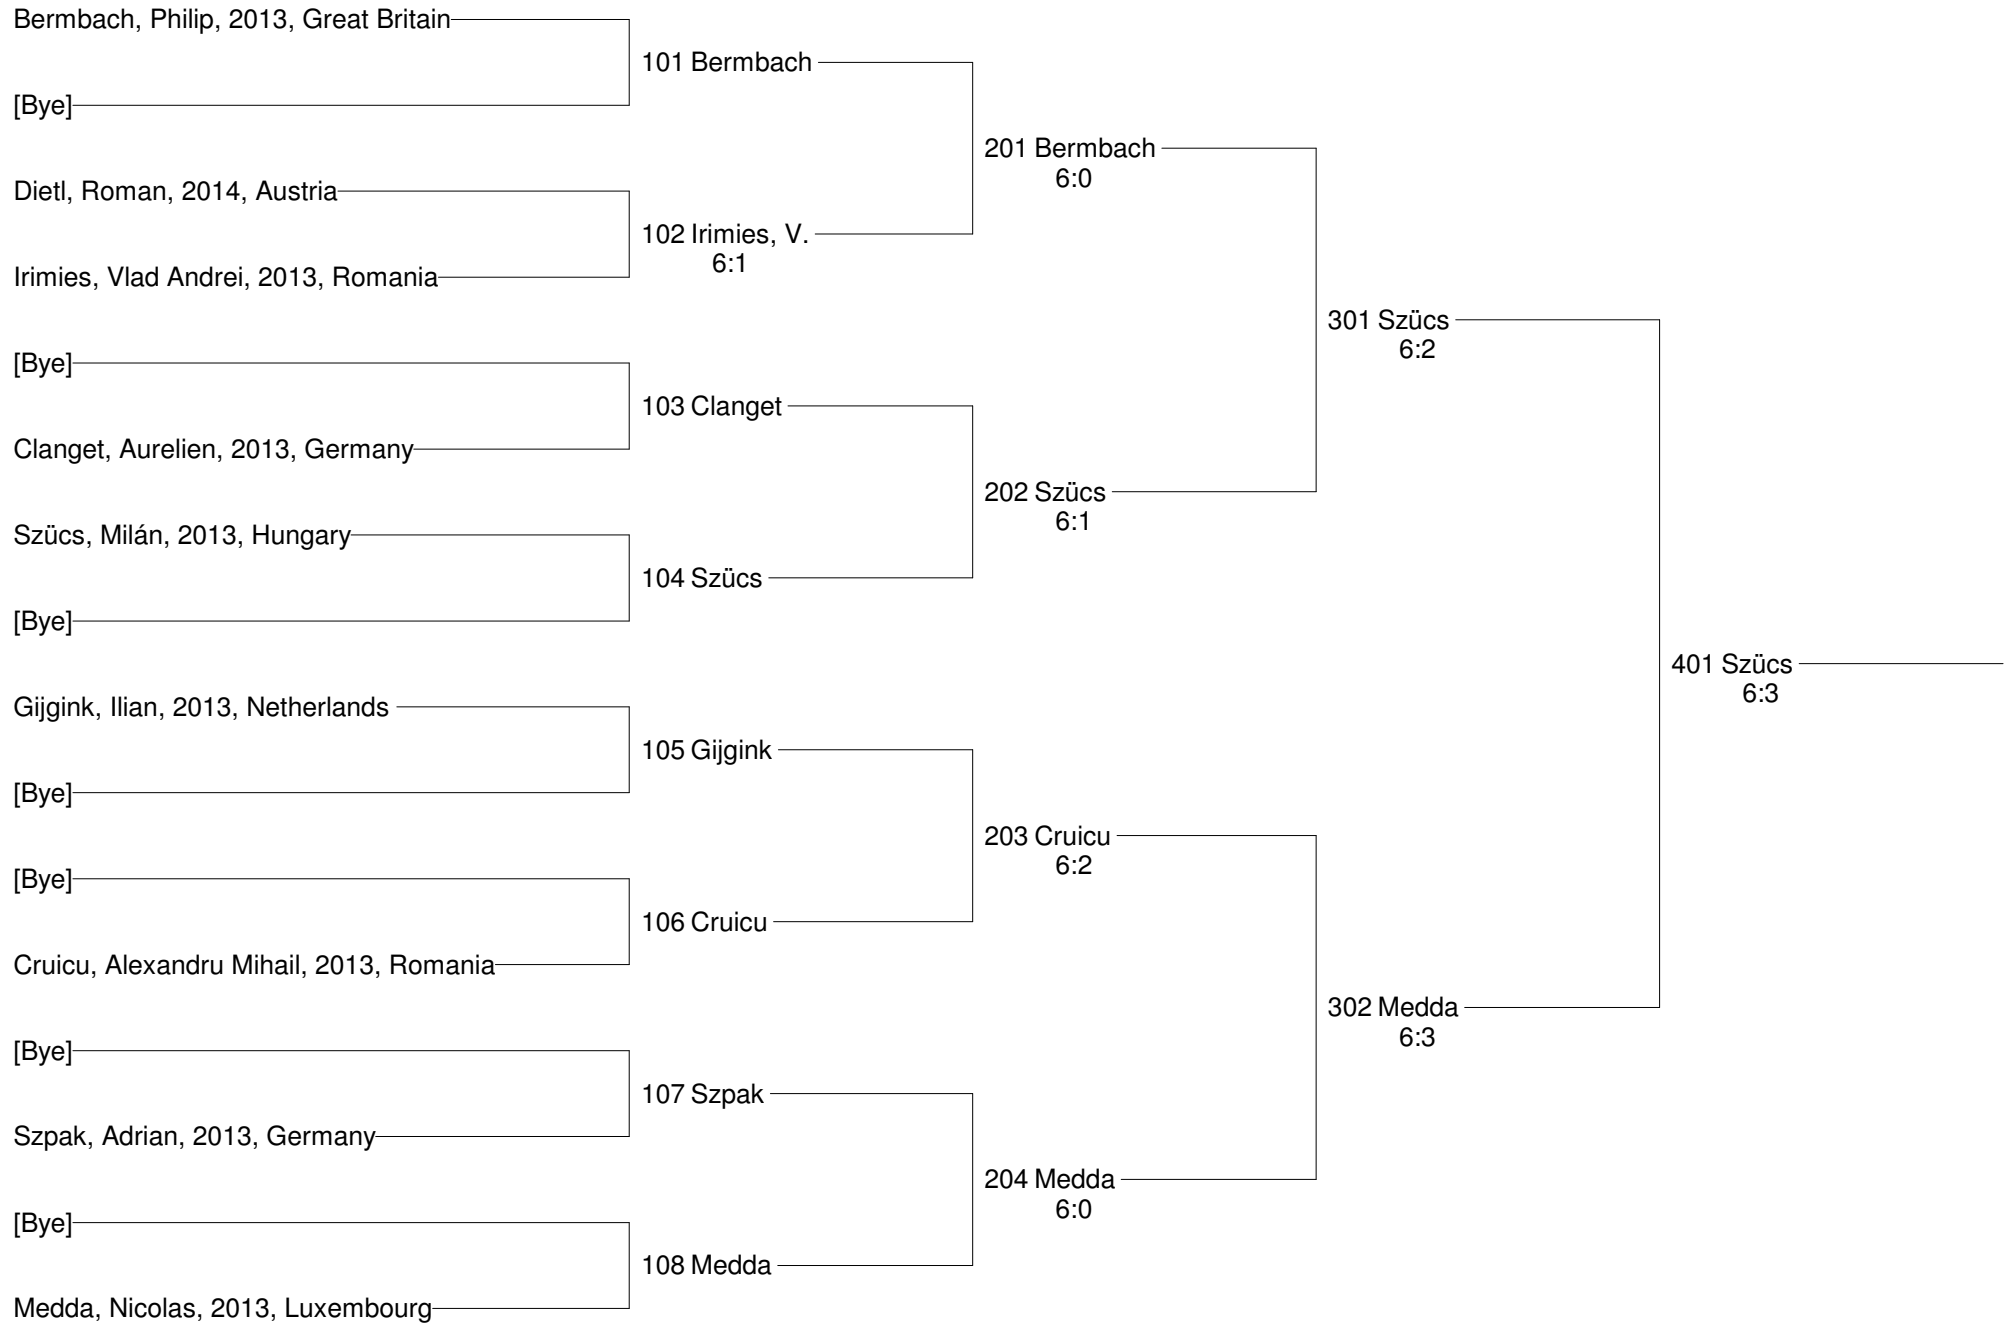 Bermbach, Philip, 2013, Great Britain
[Bye]
Dietl, Roman, 2014, Austria
Irimies, Vlad Andrei, 2013, Romania
[Bye]
Clanget, Aurelien, 2013, Germany
Szücs, Milán, 2013, Hungary
[Bye]
Gijgink, Ilian, 2013, Netherlands
[Bye]
[Bye]
Cruicu, Alexandru Mihail, 2013, Romania
[Bye]
Szpak, Adrian, 2013, Germany
[Bye]
Medda, Nicolas, 2013, Luxembourg
101 Bermbach
102 Irimies, V.
6:1
103 Clanget
104 Szücs
105 Gijgink
106 Cruicu
107 Szpak
108 Medda
201 Bermbach
6:0
202 Szücs
6:1
203 Cruicu
6:2
204 Medda
6:0
301 Szücs
6:2
302 Medda
6:3
401 Szücs
6:3